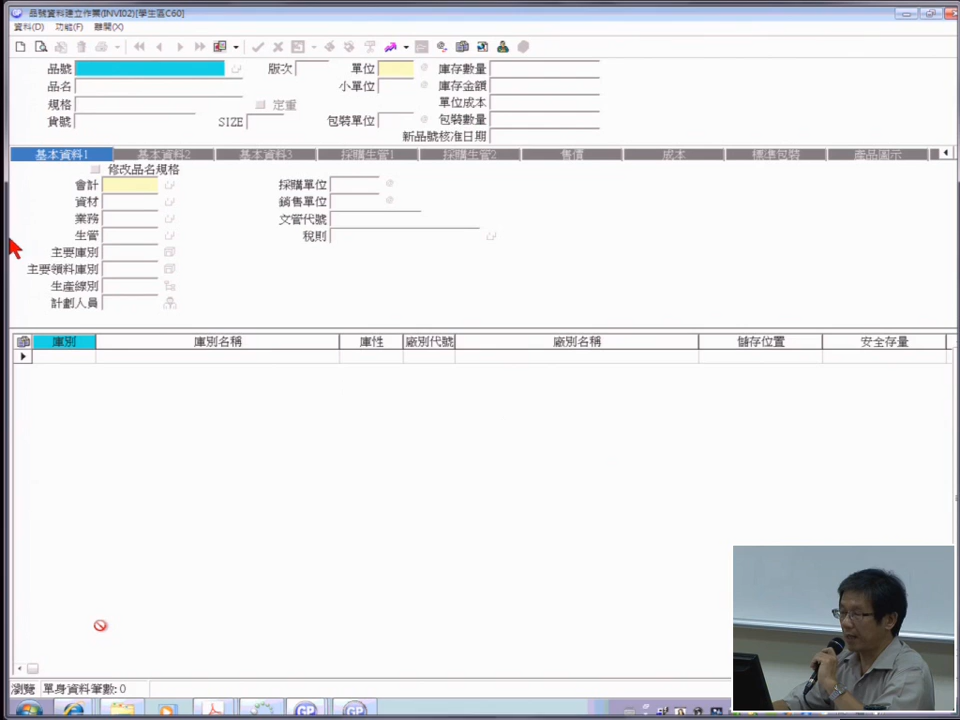 品號資料建立作業(INVI02)[學生區C60]
資料(D) 功能(F) 離開(X)
品號 版次 單位 庫存數量
品名 小單位 庫存金額
規格 定重 單位成本
貨號 SIZE 包裝單位 包裝數量
新品號核准日期
基本資料1 基本資料2 基本資料3 採購生管1 採購生管2 售價 成本 標準包裝 產品圖示
修改品名規格
會計 採購單位
資材 銷售單位
業務 文管代號
生管 稅則
主要庫別
主要領料庫別
生產線別
計劃人員
庫別 庫別名稱 庫性 廠別代號 廠別名稱 儲存位置 安全存量
瀏覽 單身資料筆數: 0
GP GP